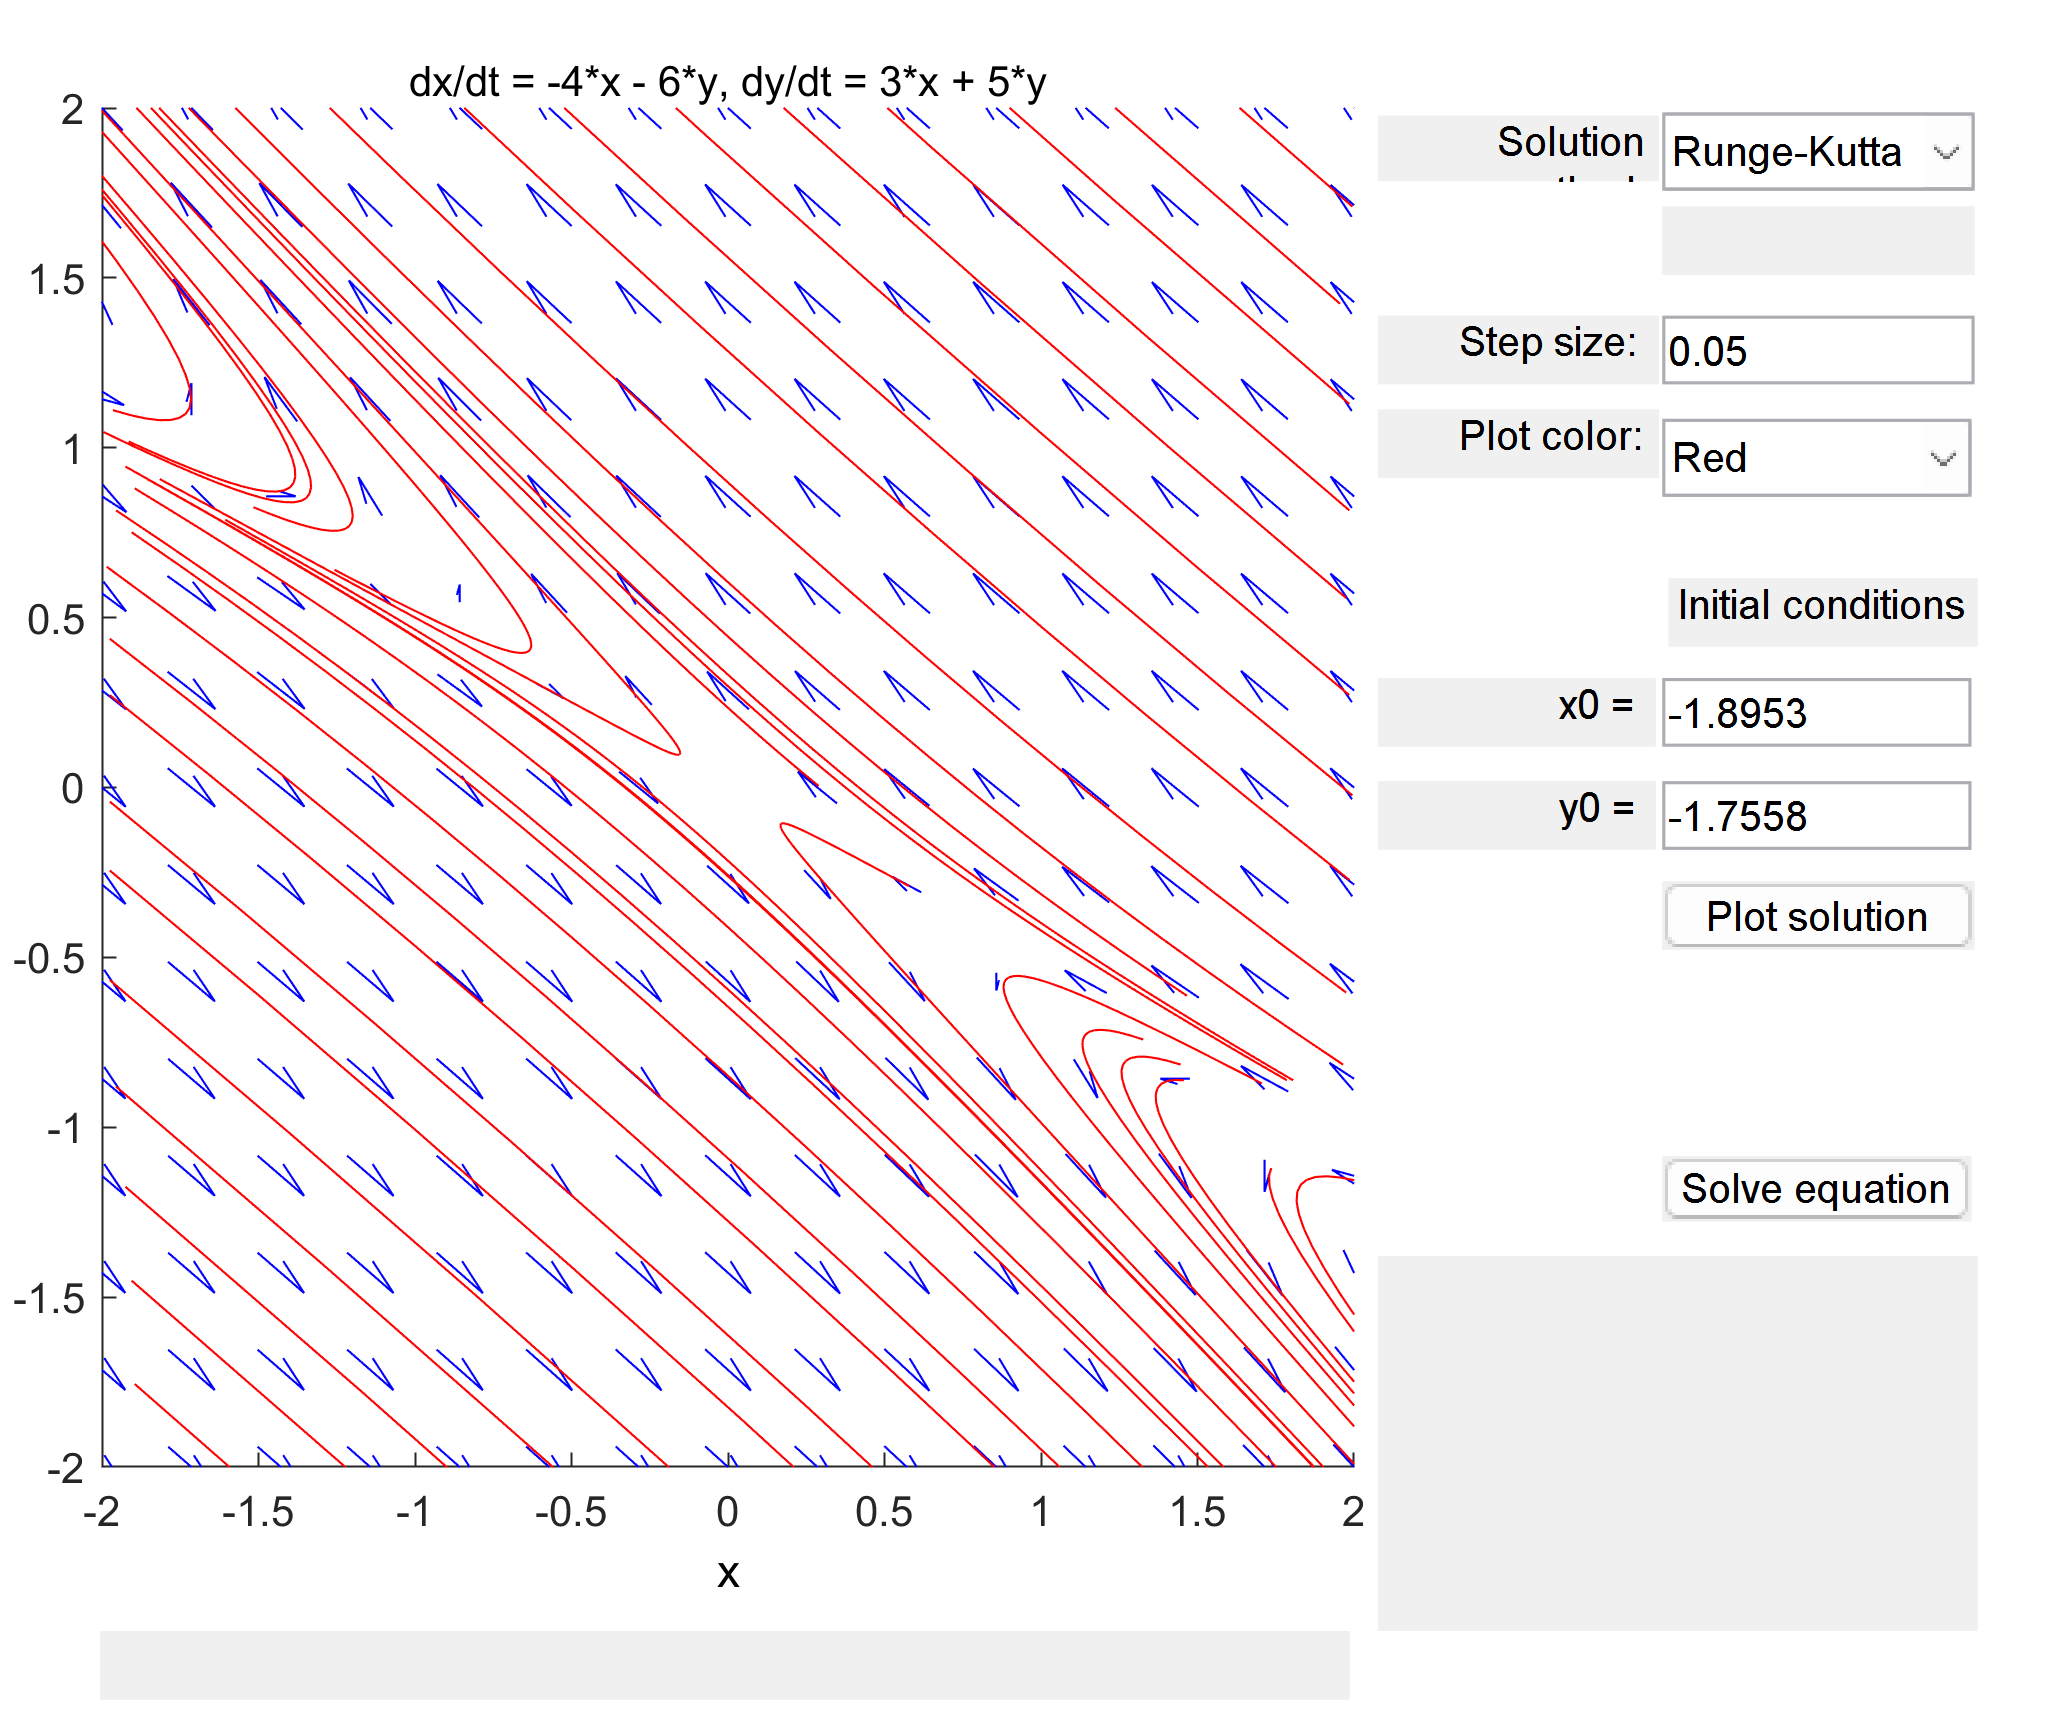 dx/dt = -4*x - 6*y, dy/dt = 3*x + 5*y
2
1.5
1
0.5
0
-0.5
-1
-1.5
-2
-2 -1.5 -1 -0.5 0 0.5 1 1.5 2
x
Solution
Runge-Kutta
Step size:
0.05
Plot color:
Red
Initial conditions
x0 =
-1.8953
y0 =
-1.7558
Plot solution
Solve equation